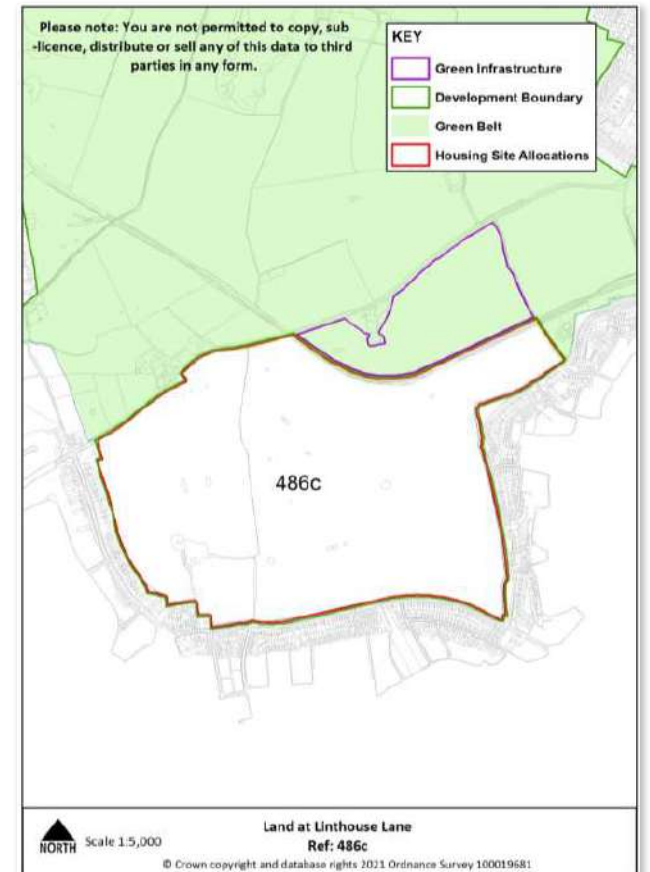 Please note: You are not permitted to copy, sub
-licence, distribute or sell any of this data to third
parties in any form.
KEY
Green Infrastructure
Development Boundary
Green Belt
Housing Site Allocations
486c
NORTH
Scale 1:5,000
Land at Linthouse Lane
Ref: 486c
© Crown copyright and database rights 2021 Ordnance Survey 100019681